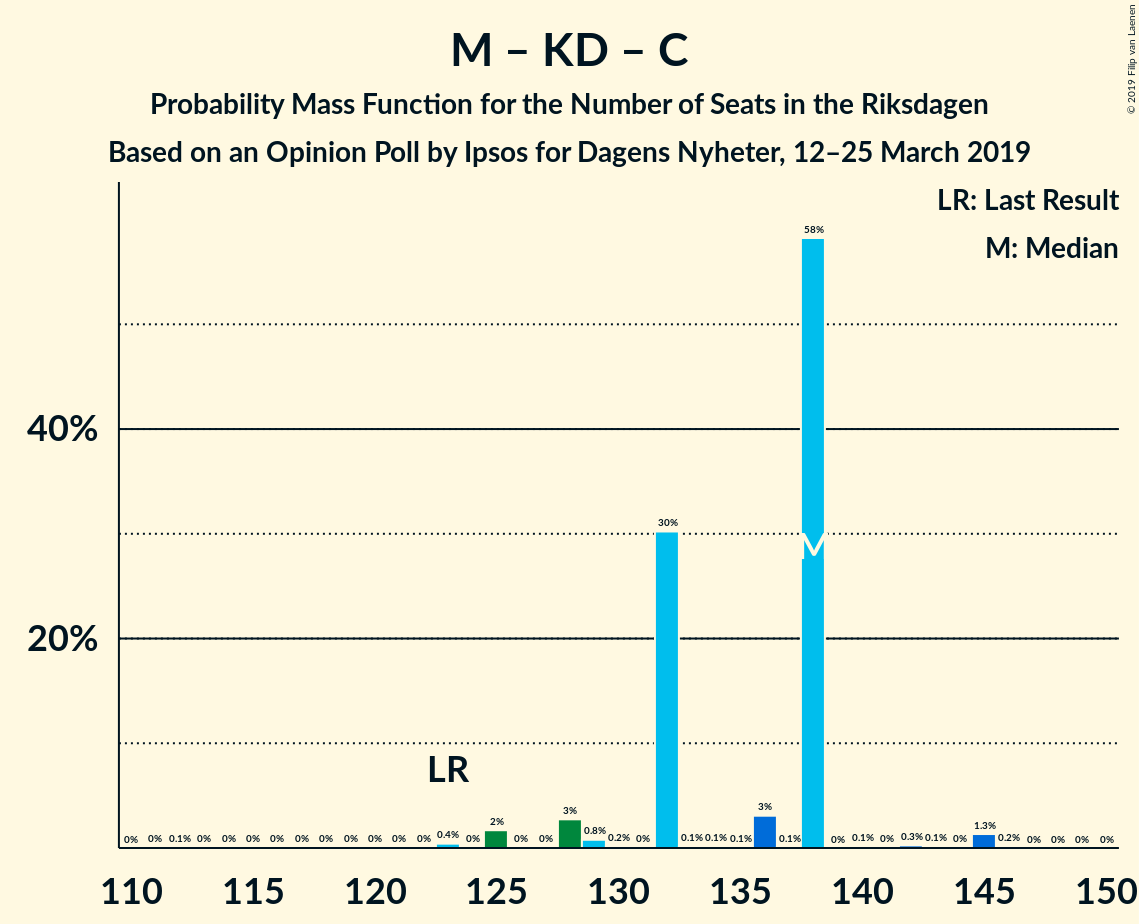 M – KD – C
Probability Mass Function for the Number of Seats in the Riksdagen
Based on an Opinion Poll by Ipsos for Dagens Nyheter, 12–25 March 2019
© 2019 Filip van Laenen
LR: Last Result
M: Median
58%
40%
30%
M
20%
LR
0% 0% 0.1% 0% 0% 0% 0% 0% 0% 0% 0% 0% 0% 0.4% 0% 2% 0% 0% 3% 0.8% 0.2% 0% 0.1% 0.1% 0.1% 3% 0.1% 0% 0.1% 0% 0.3% 0.1% 0% 1.3% 0.2% 0% 0% 0% 0%
110 115 120 125 130 135 140 145 150